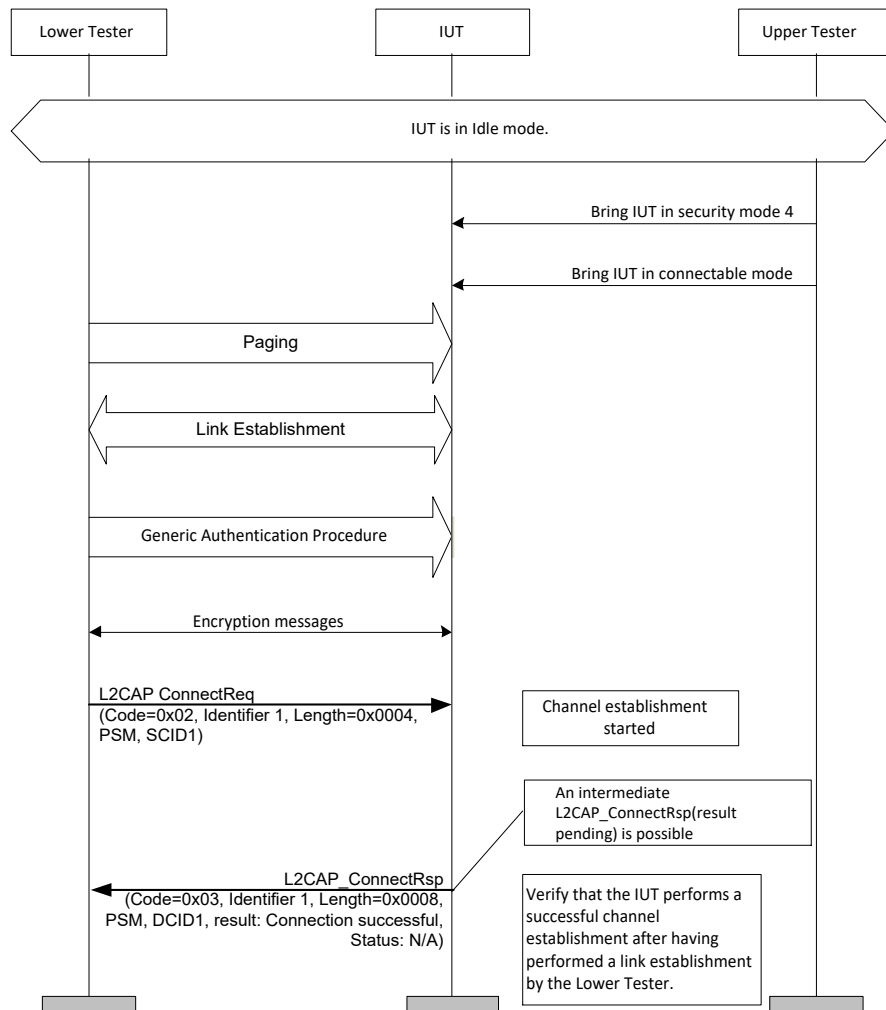 Lower Tester
IUT
Upper Tester
IUT is in Idle mode.
Bring IUT in security mode 4
Bring IUT in connectable mode
Paging
Link Establishment
Generic Authentication Procedure
Encryption messages
L2CAP ConnectReq
(Code=0x02, Identifier 1, Length=0x0004,
PSM, SCID1)
Channel establishment
started
An intermediate
L2CAP_ConnectRsp(result
pending) is possible
L2CAP_ConnectRsp
(Code=0x03, Identifier 1, Length=0x0008,
PSM, DCID1, result: Connection successful,
Status: N/A)
Verify that the IUT performs a
successful channel
establishment after having
performed a link establishment
by the Lower Tester.